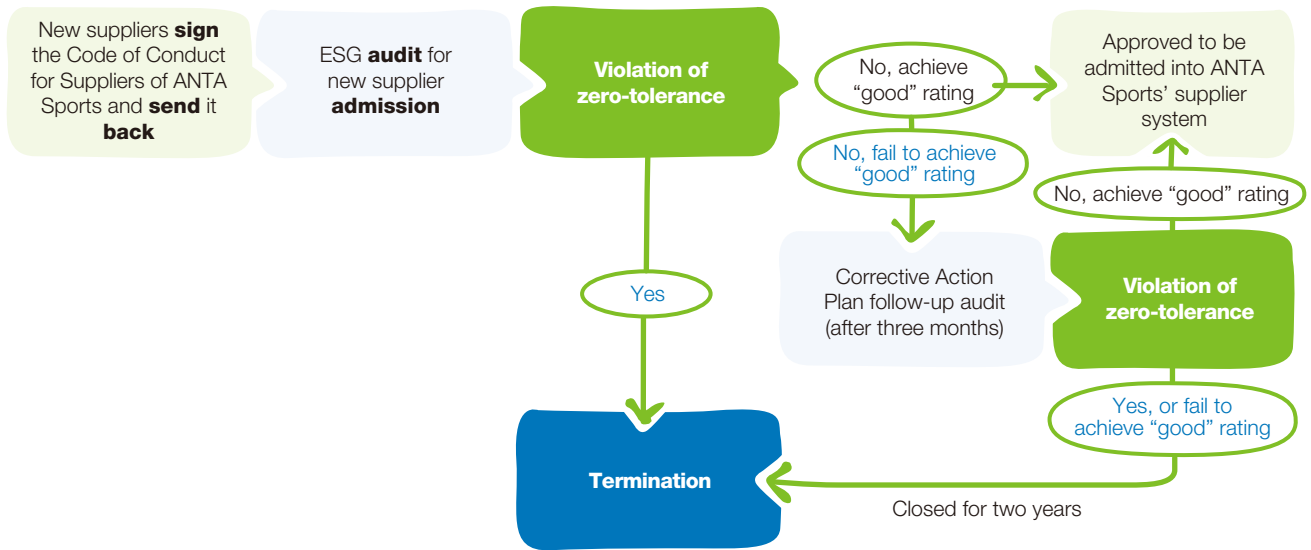 New suppliers sign
the Code of Conduct
for Suppliers of ANTA
Sports and send it
back
ESG audit for
new supplier
admission
Violation of
zero-tolerance
No, achieve
“good” rating
Approved to be
admitted into ANTA
Sports’ supplier
system
No, fail to achieve
“good” rating
No, achieve “good” rating
Corrective Action
Plan follow-up audit
(after three months)
Violation of
zero-tolerance
Yes
Yes, or fail to
achieve “good” rating
Termination
Closed for two years